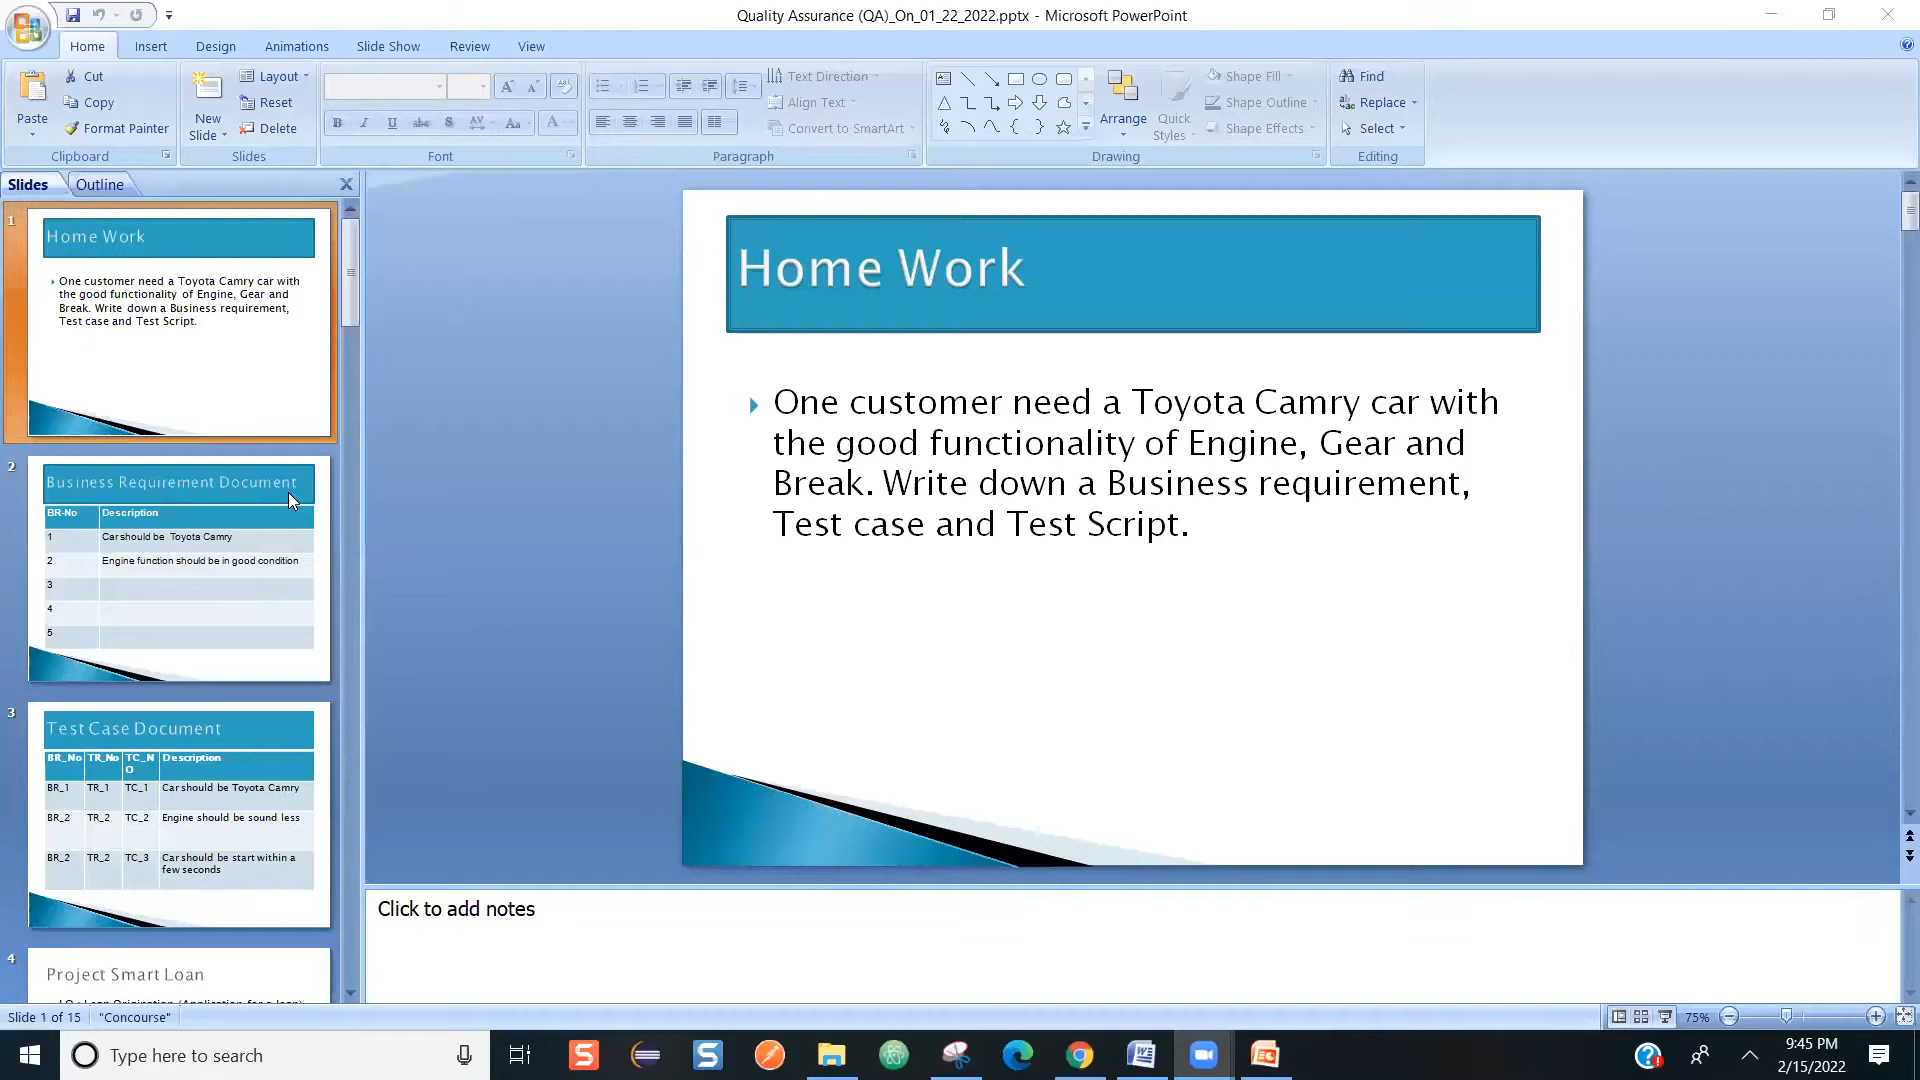 Quality Assurance (QA)_On_01_22_2022.pptx - Microsoft PowerPoint
Home Insert Design Animations Slide Show Review View
Paste
Cut
Copy
Format Painter
Clipboard
New Slide
Layout
Reset
Delete
Slides
B I U abc S AV Aa A
Font
Text Direction
Align Text
Convert to SmartArt
Paragraph
Arrange
Quick Styles
Shape Fill
Shape Outline
Shape Effects
Drawing
Find
Replace
Select
Editing
Slides Outline
1
Home Work
One customer need a Toyota Camry car with
the good functionality of Engine, Gear and
Break. Write down a Business requirement,
Test case and Test Script.
2
Business Requirement Document
BR-No Description
1 Car should be Toyota Camry
2 Engine function should be in good condition
3
4
5
3
Test Case Document
BR_No TR_No TC_NO Description
BR_1 TR_1 TC_1 Car should be Toyota Camry
BR_2 TR_2 TC_2 Engine should be sound less
BR_2 TR_2 TC_3 Car should be start within a
few seconds
4
Project Smart Loan
Home Work
One customer need a Toyota Camry car with
the good functionality of Engine, Gear and
Break. Write down a Business requirement,
Test case and Test Script.
Click to add notes
Slide 1 of 15 "Concourse" 75%
Type here to search
9:45 PM
2/15/2022